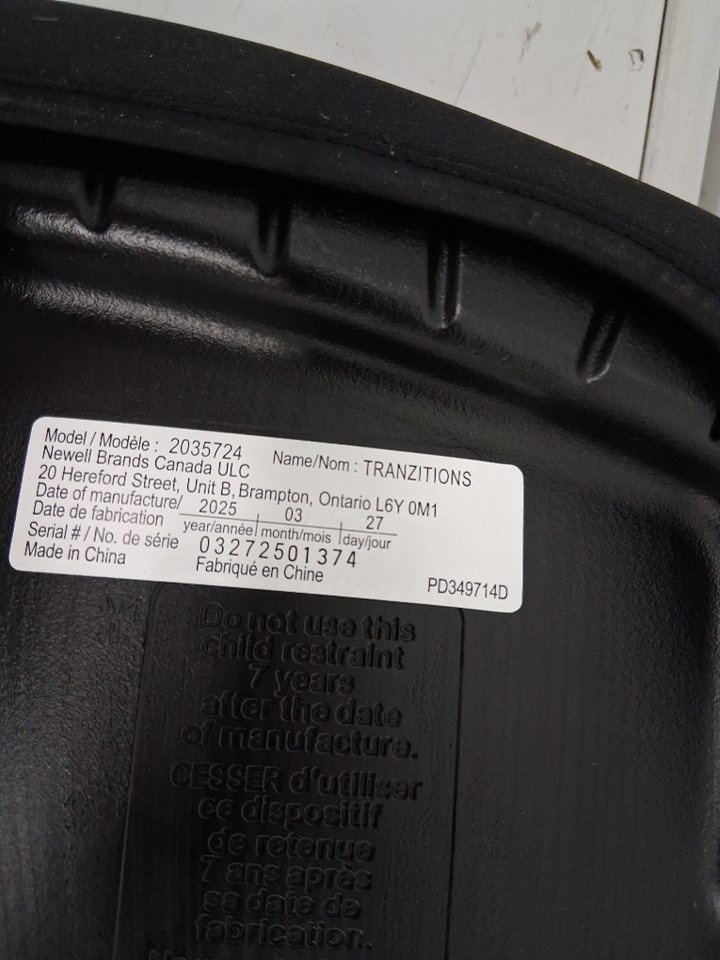 Model / Modèle : 2035724 Name/Nom : TRANZITIONS
Newell Brands Canada ULC
20 Hereford Street, Unit B, Brampton, Ontario L6Y 0M1
Date of manufacture/ 2025 03 27
Date de fabrication year/année month/mois day/jour
Serial # / No. de série 03272501374
Made in China Fabriqué en Chine PD349714D
Do not use this
child restraint
7 years
after the date
of manufacture.
CESSER d'utiliser
ce dispositif
de retenue
7 ans après
sa date de
fabrication.